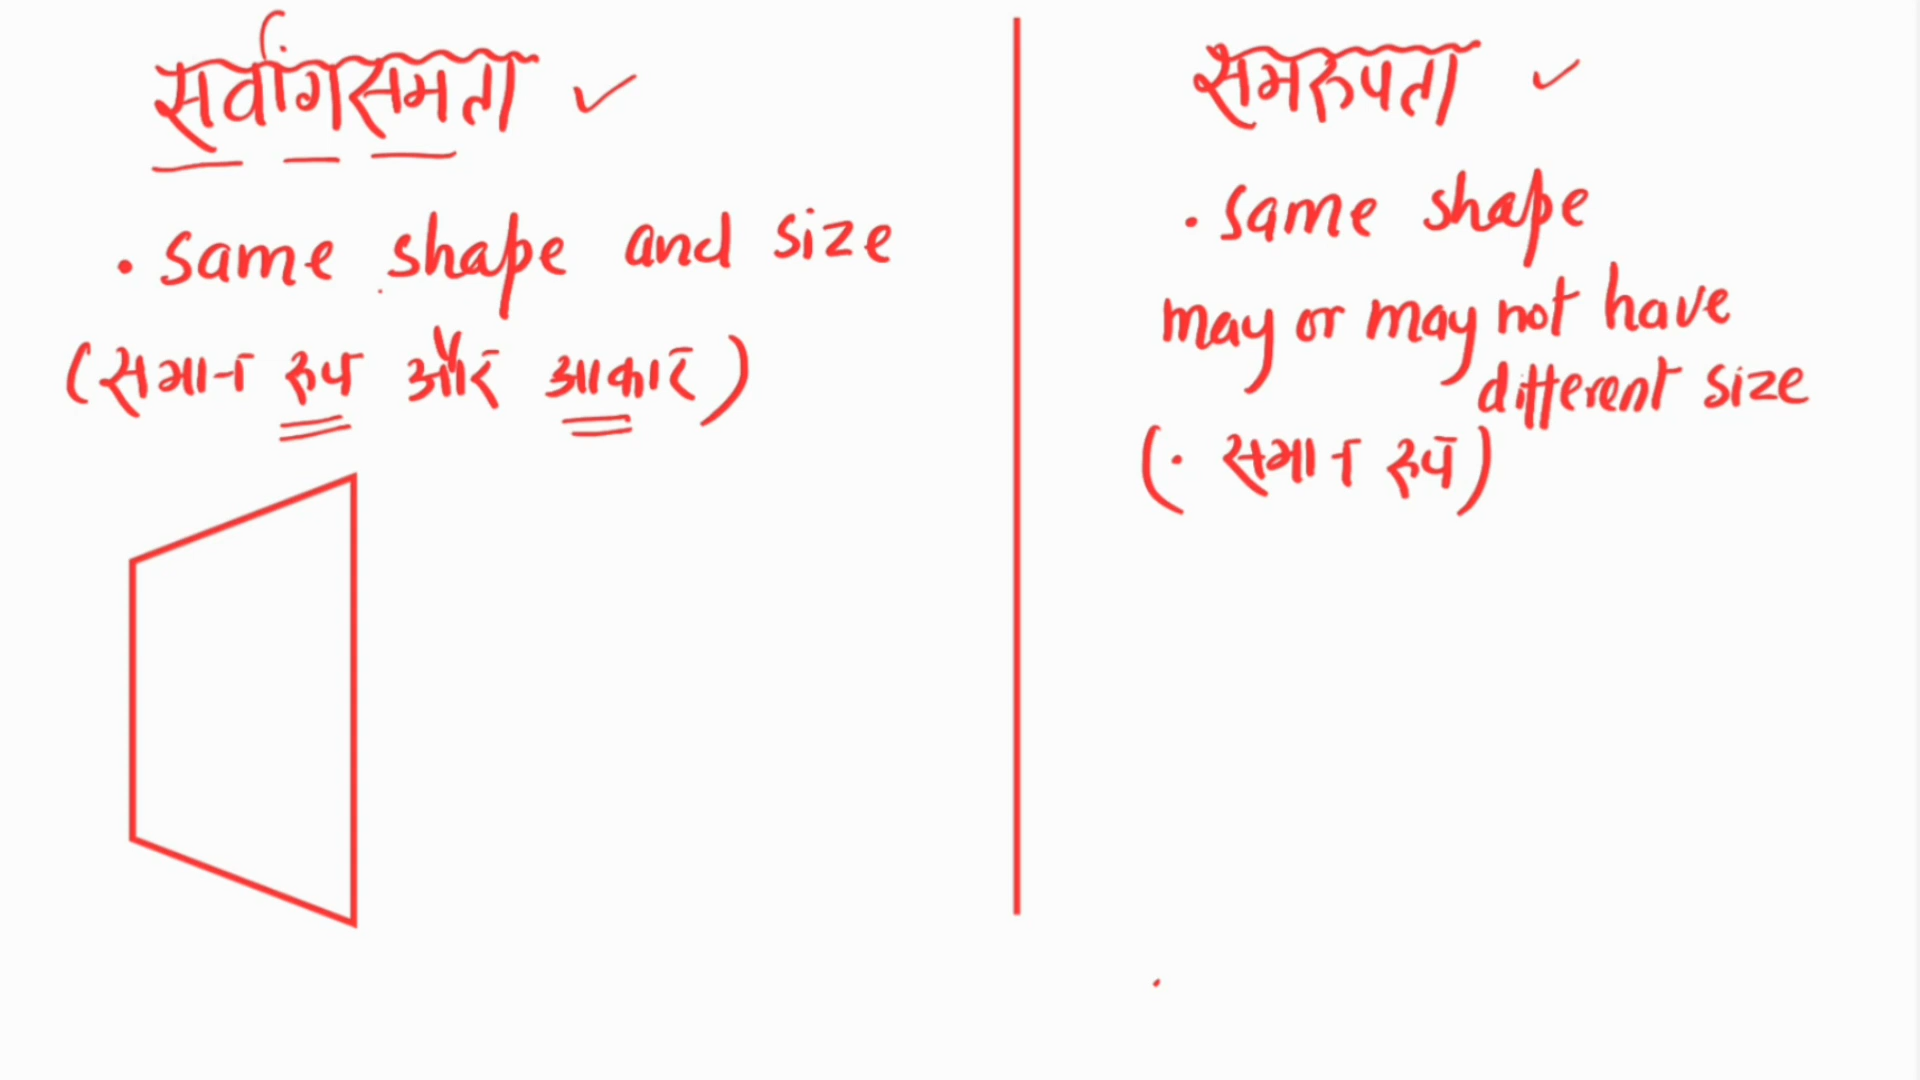 सर्वांगसमता
• same shape and size
(समान रूप और आकार)
समरूपता
• same shape
may or may not have
different size
(• समान रूप)